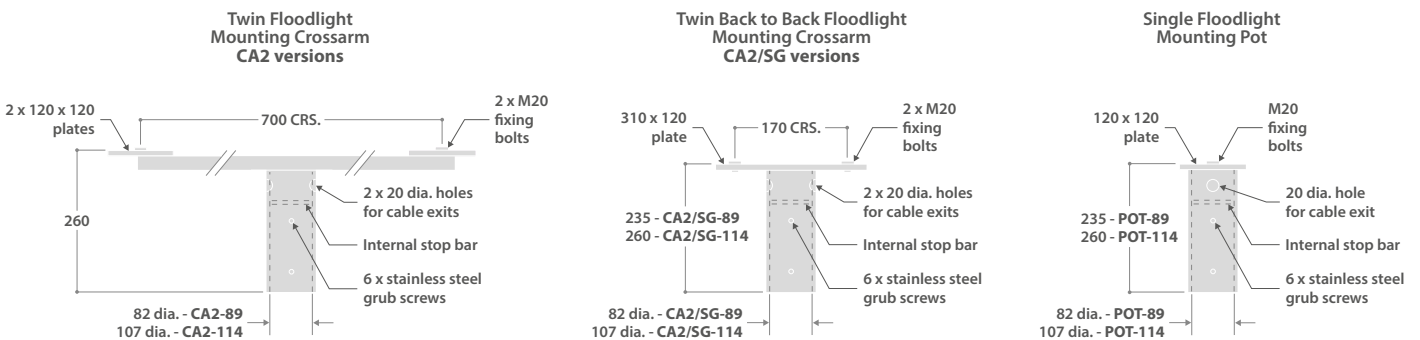 Twin Floodlight
Mounting Crossarm
CA2 versions
2 x 120 x 120
plates
700 CRS.
2 x M20
fixing
bolts
260
2 x 20 dia. holes
for cable exits
Internal stop bar
6 x stainless steel
grub screws
82 dia. - CA2-89
107 dia. - CA2-114
Twin Back to Back Floodlight
Mounting Crossarm
CA2/SG versions
310 x 120
plate
170 CRS.
2 x M20
fixing
bolts
235 - CA2/SG-89
260 - CA2/SG-114
2 x 20 dia. holes
for cable exits
Internal stop bar
6 x stainless steel
grub screws
82 dia. - CA2/SG-89
107 dia. - CA2/SG-114
Single Floodlight
Mounting Pot
120 x 120
plate
M20
fixing
bolts
235 - POT-89
260 - POT-114
20 dia. hole
for cable exit
Internal stop bar
6 x stainless steel
grub screws
82 dia. - POT-89
107 dia. - POT-114